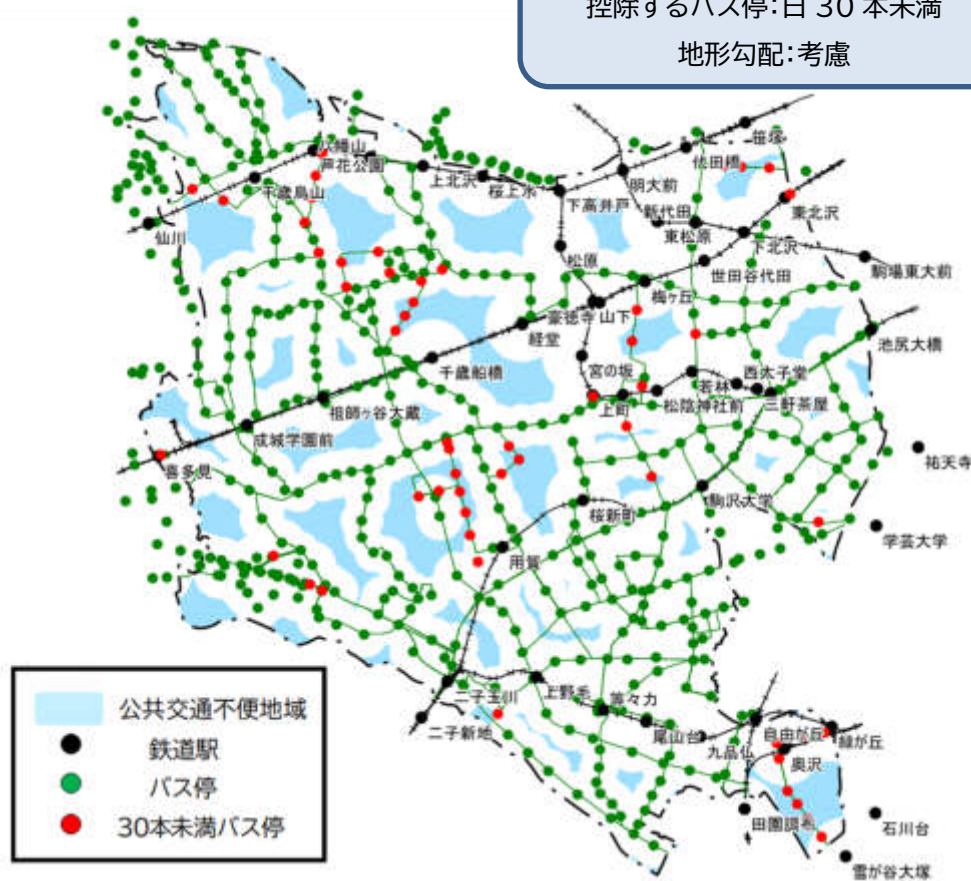 控除するバス停:日 30 本未満
地形勾配:考慮
笹塚
代田橋
八幡山
芦花公園
上北沢
桜上水
明大前
千歳烏山
下高井戸
新代田
東北沢
仙川
東松原
下北沢
松原
世田谷代田
駒場東大前
梅ヶ丘
豪徳寺
山下
経堂
池尻大橋
千歳船橋
宮の坂
西太子堂
若林
上町
松陰神社前
三軒茶屋
祖師ヶ谷大蔵
成城学園前
喜多見
祐天寺
駒沢大学
桜新町
学芸大学
用賀
二子玉川
上野毛
等々力
二子新地
尾山台
九品仏
自由が丘
緑が丘
奥沢
田園調布
石川台
雪が谷大塚
公共交通不便地域
鉄道駅
バス停
30本未満バス停